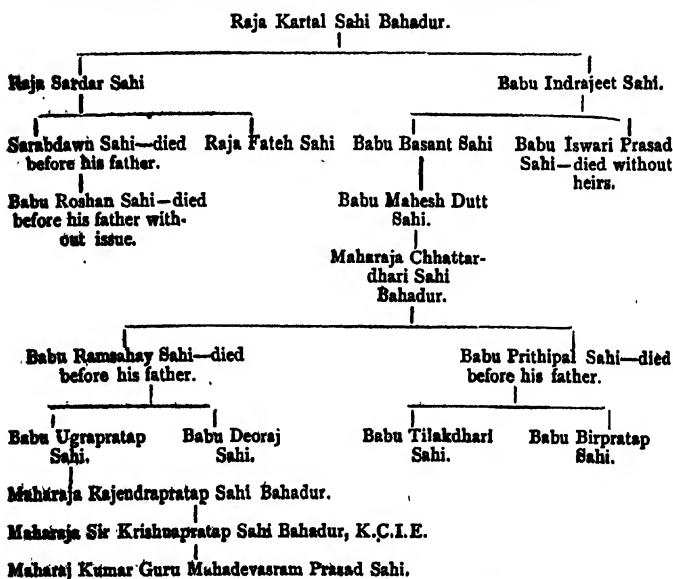 Raja Kartal Sahi Bahadur.
Raja Sardar Sahi
Babu Indrajeet Sahi.
Sarabdawn Sahi—died
before his father.
Raja Fateh Sahi
Babu Basant Sahi
Babu Iswari Prasad
Sahi—died without
heirs.
Babu Roshan Sahi—died
before his father with-
out issue.
Babu Mahesh Dutt
Sahi.
Maharaja Chhattar-
dhari Sahi
Bahadur.
Babu Ramsahay Sahi—died
before his father.
Babu Prithipal Sahi—died
before his father.
Babu Ugrapratap
Sahi.
Babu Deoraj
Sahi.
Babu Tilakdhari
Sahi.
Babu Birpratap
Sahi.
Maharaja Rajendrapratap Sahi Bahadur.
Maharaja Sir Krishnapratap Sahi Bahadur, K.C.I.E.
Maharaj Kumar Guru Mahadevasram Prasad Sahi.